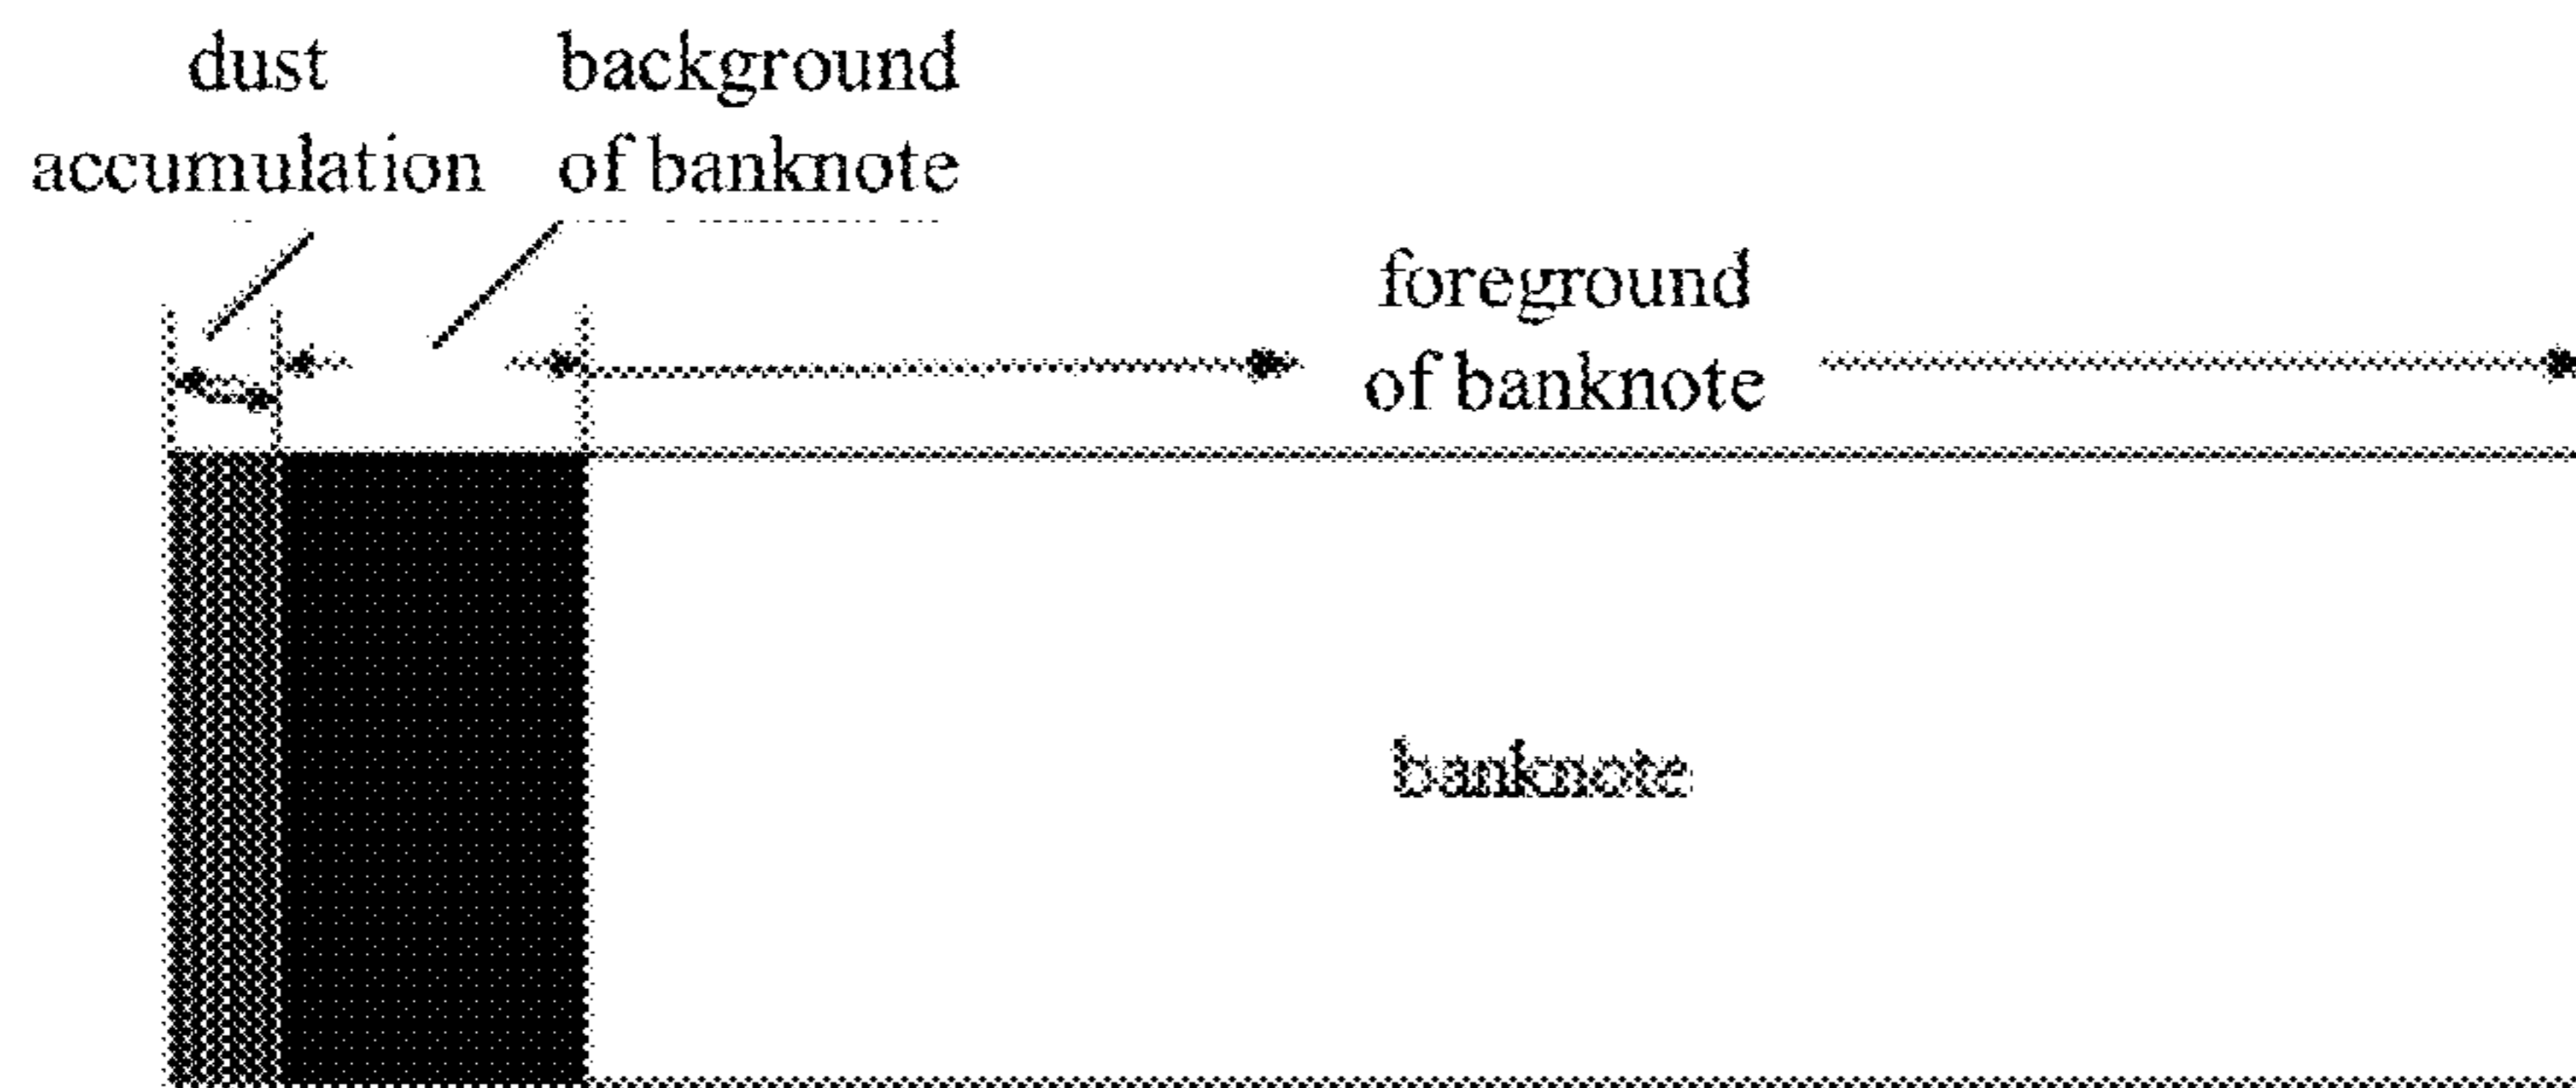 dust
accumulation
background
of banknote
foreground
of banknote
banknote